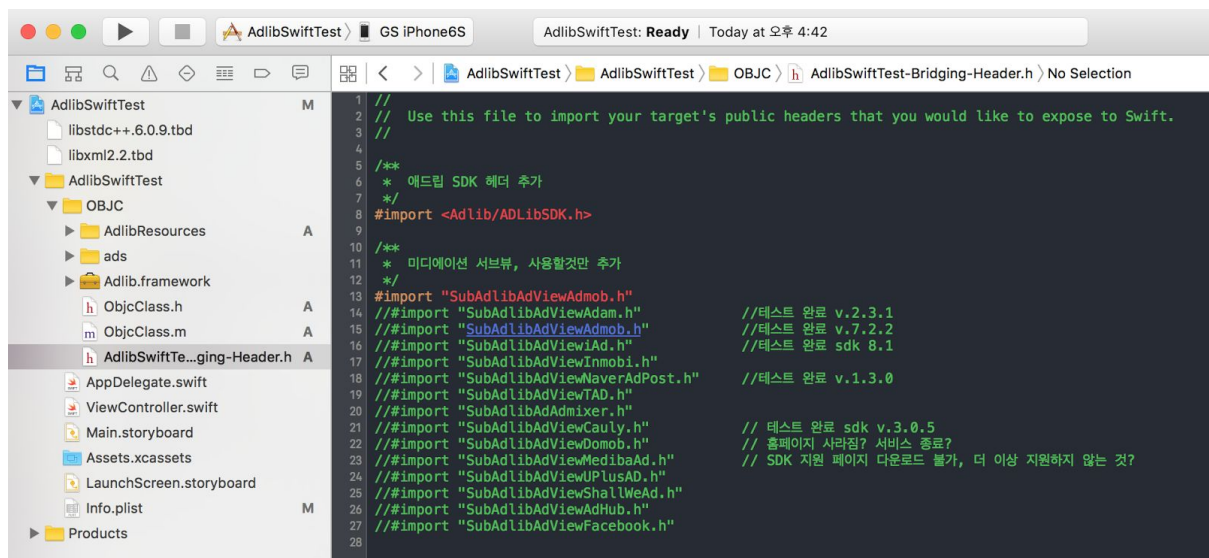 AdlibSwiftTest 〉 GS iPhone6S
AdlibSwiftTest: Ready | Today at 오후 4:42
AdlibSwiftTest 〉 AdlibSwiftTest 〉 OBJC 〉 h AdlibSwiftTest-Bridging-Header.h 〉 No Selection
AdlibSwiftTest M
libstdc++.6.0.9.tbd
libxml2.2.tbd
AdlibSwiftTest
OBJC
AdlibResources A
ads
Adlib.framework
h ObjcClass.h A
m ObjcClass.m A
h AdlibSwiftTe...ging-Header.h A
AppDelegate.swift
ViewController.swift
Main.storyboard
Assets.xcassets
LaunchScreen.storyboard
Info.plist M
Products
1 //
2 // Use this file to import your target's public headers that you would like to expose to Swift.
3 //
4
5 /**
6 * 애드립 SDK 헤더 추가
7 */
8 #import <Adlib/ADLibSDK.h>
9
10 /**
11 * 미디에이션 서브뷰, 사용할것만 추가
12 */
13 #import "SubAdlibAdViewAdmob.h"
14 //#import "SubAdlibAdViewAdam.h" //테스트 완료 v.2.3.1
15 //#import "SubAdlibAdViewAdmob.h" //테스트 완료 v.7.2.2
16 //#import "SubAdlibAdViewiAd.h" //테스트 완료 sdk 8.1
17 //#import "SubAdlibAdViewInmobi.h"
18 //#import "SubAdlibAdViewNaverAdPost.h" //테스트 완료 v.1.3.0
19 //#import "SubAdlibAdViewTAD.h"
20 //#import "SubAdlibAdAdmixer.h"
21 //#import "SubAdlibAdViewCauly.h" // 테스트 완료 sdk v.3.0.5
22 //#import "SubAdlibAdViewDomob.h" // 홈페이지 사라짐? 서비스 종료?
23 //#import "SubAdlibAdViewMedibaAd.h" // SDK 지원 페이지 다운로드 불가, 더 이상 지원하지 않는 것?
24 //#import "SubAdlibAdViewUPlusAD.h"
25 //#import "SubAdlibAdViewShallWeAd.h"
26 //#import "SubAdlibAdViewAdHub.h"
27 //#import "SubAdlibAdViewFacebook.h"
28